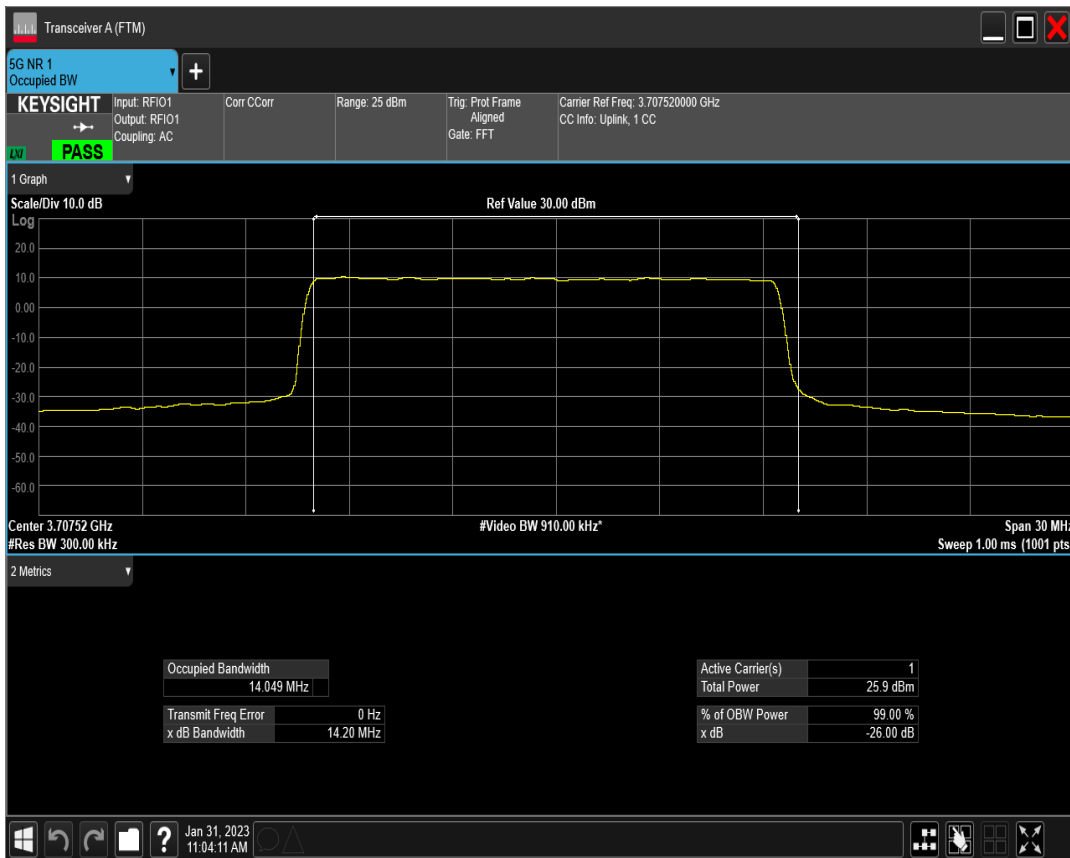 Transceiver A (FTM)
5G NR 1
Occupied BW
+
KEYSIGHT
LXI
PASS
Input: RFIO1
Output: RFIO1
Coupling: AC
Corr CCorr
Range: 25 dBm
Trig: Prot Frame
Aligned
Gate: FFT
Carrier Ref Freq: 3.707520000 GHz
CC Info: Uplink, 1 CC
1 Graph
Scale/Div 10.0 dB
Ref Value 30.00 dBm
Log
20.0
10.0
0.00
-10.0
-20.0
-30.0
-40.0
-50.0
-60.0
Center 3.70752 GHz
#Video BW 910.00 kHz*
Span 30 MHz
#Res BW 300.00 kHz
Sweep 1.00 ms (1001 pts
2 Metrics
Occupied Bandwidth
14.049 MHz
Transmit Freq Error 0 Hz
x dB Bandwidth 14.20 MHz
Active Carrier(s) 1
Total Power 25.9 dBm
% of OBW Power 99.00 %
x dB -26.00 dB
?
Jan 31, 2023
11:04:11 AM